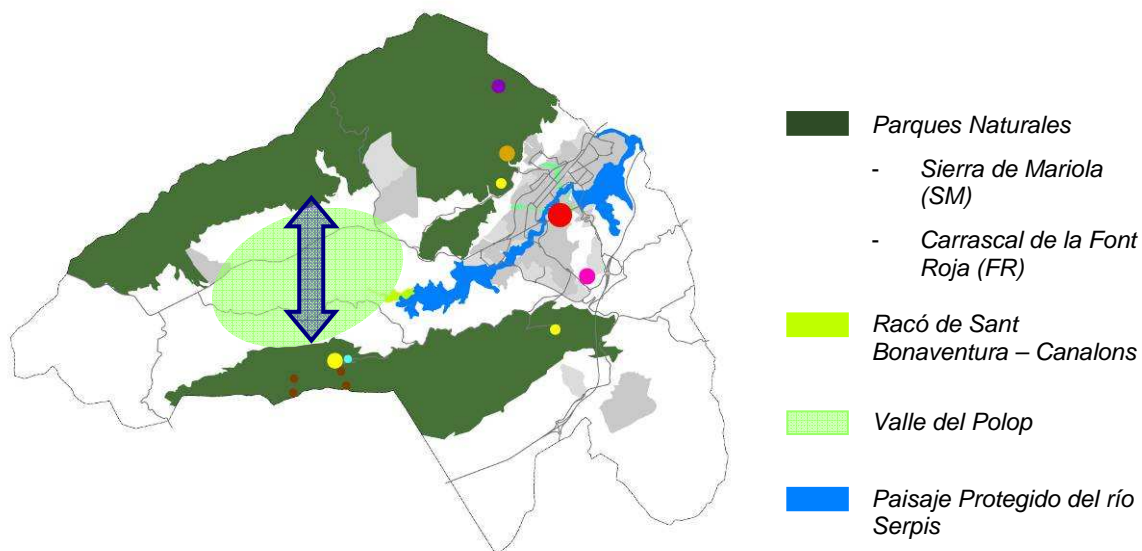 Parques Naturales
- Sierra de Mariola
(SM)
- Carrascal de la Font
Roja (FR)
Racó de Sant
Bonaventura – Canalons
Valle del Polop
Paisaje Protegido del río
Serpis